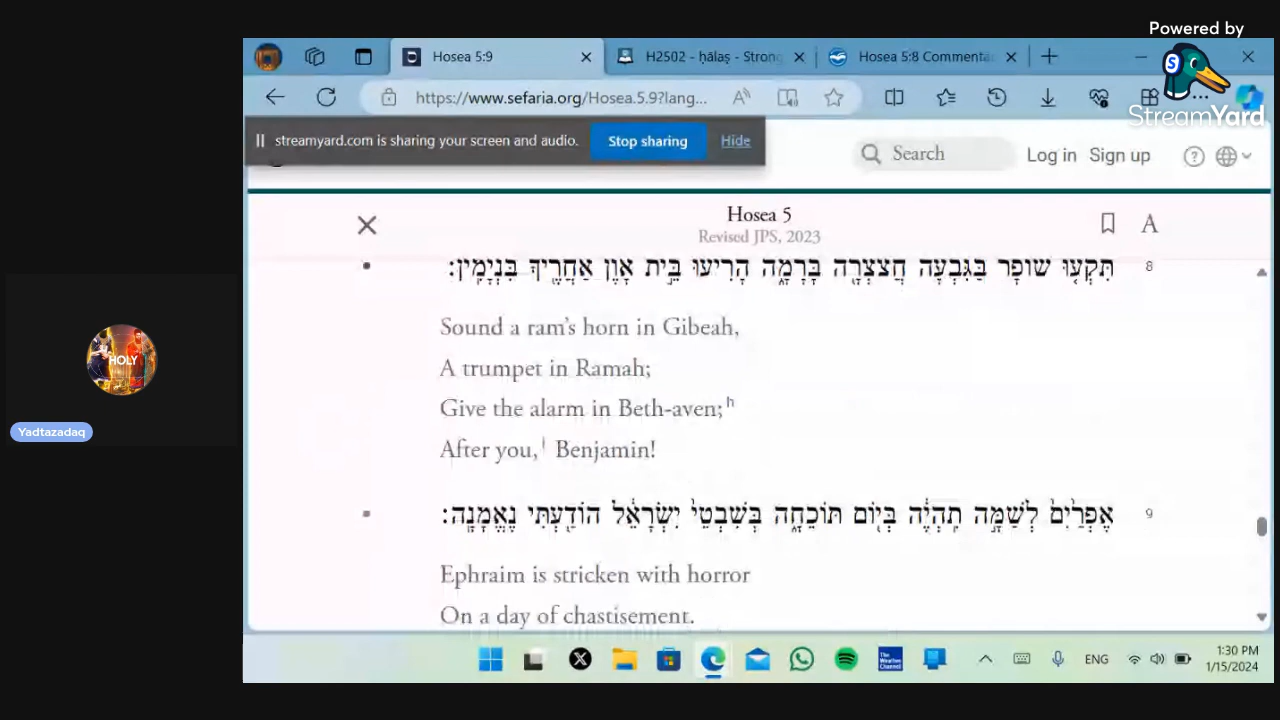 Powered by
StreamYard
Hosea 5:9
H2502 - ḥālaṣ - Strong
Hosea 5:8 Commenta
https://www.sefaria.org/Hosea.5.9?lang...
streamyard.com is sharing your screen and audio.
Stop sharing
Hide
Search
Log in
Sign up
Hosea 5
Revised JPS, 2023
A
תִּקְע֤וּ שׁוֹפָר֙ בַּגִּבְעָ֔ה חֲצֹצְרָ֖ה בָּרָמָ֑ה הָרִ֙יעוּ֙ בֵּ֣ית אָ֔וֶן אַחֲרֶ֖יךָ בִּנְיָמִֽין׃
8
Sound a ram's horn in Gibeah,
A trumpet in Ramah;
Give the alarm in Beth-aven; h
After you, i Benjamin!
אֶפְרַ֙יִם֙ לְשַׁמָּ֣ה תִֽהְיֶ֔ה בְּי֖וֹם תּוֹכֵחָ֑ה בְּשִׁבְטֵי֙ יִשְׂרָאֵ֔ל הוֹדַ֖עְתִּי נֶאֱמָנָֽה׃
9
Ephraim is stricken with horror
On a day of chastisement.
HOLY
Yadtazadaq
The Weather Channel
ENG
1:30 PM
1/15/2024